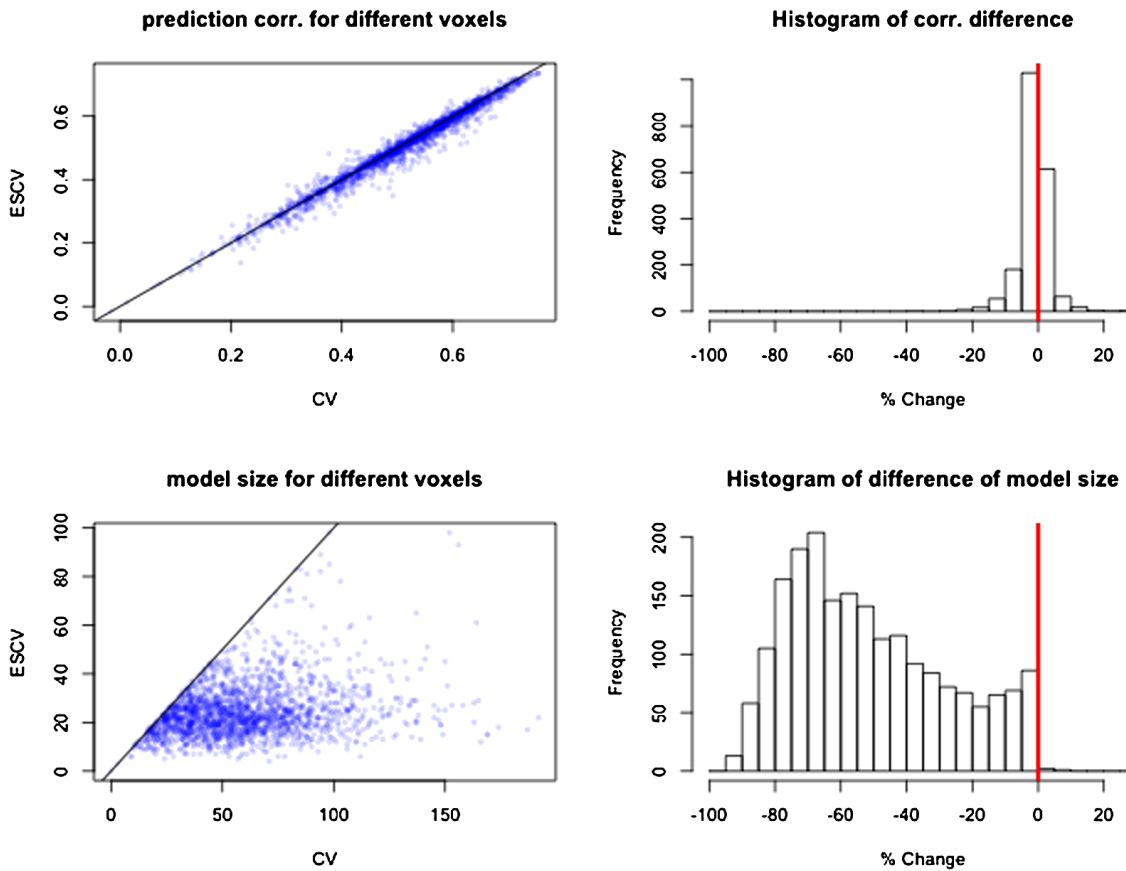 prediction corr. for different voxels
ESCV
0.6
0.4
0.2
0.0
0.0 0.2 0.4 0.6
CV
Histogram of corr. difference
Frequency
800
600
400
200
0
-100 -80 -60 -40 -20 0 20
% Change
model size for different voxels
ESCV
100
80
60
40
20
0
0 50 100 150
CV
Histogram of difference of model size
Frequency
200
150
100
50
0
-100 -80 -60 -40 -20 0 20
% Change